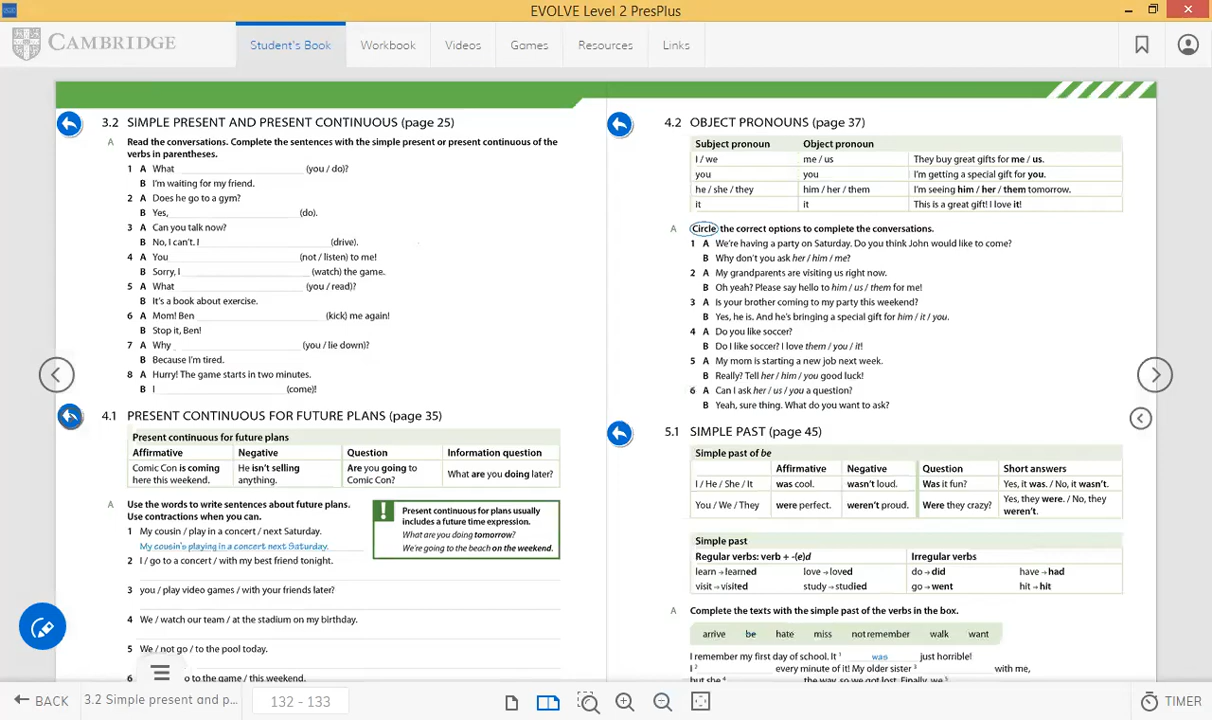 EVOLVE Level 2 PresPlus
CAMBRIDGE
Student's Book
Workbook
Videos
Games
Resources
Links
3.2 SIMPLE PRESENT AND PRESENT CONTINUOUS (page 25)
A Read the conversations. Complete the sentences with the simple present or present continuous of the
verbs in parentheses.
1 A What (you / do)?
B I'm waiting for my friend.
2 A Does he go to a gym?
B Yes, (do).
3 A Can you talk now?
B No, I can't. I (drive).
4 A You (not / listen) to me!
B Sorry, I (watch) the game.
5 A What (you / read)?
B It's a book about exercise.
6 A Mom! Ben (kick) me again!
B Stop it, Ben!
7 A Why (you / lie down)?
B Because I'm tired.
8 A Hurry! The game starts in two minutes.
B I (come)!
4.1 PRESENT CONTINUOUS FOR FUTURE PLANS (page 35)
Present continuous for future plans
Affirmative Negative Question Information question
Comic Con is coming He isn't selling Are you going to What are you doing later?
here this weekend. anything. Comic Con?
A Use the words to write sentences about future plans.
Use contractions when you can.
1 My cousin / play in a concert / next Saturday.
My cousin's playing in a concert next Saturday.
2 I / go to a concert / with my best friend tonight.
3 you / play video games / with your friends later?
4 We / watch our team / at the stadium on my birthday.
5 We / not go / to the pool today.
6 o to the game / this weekend.
! Present continuous for plans usually
includes a future time expression.
What are you doing tomorrow?
We're going to the beach on the weekend.
4.2 OBJECT PRONOUNS (page 37)
Subject pronoun Object pronoun
I / we me / us They buy great gifts for me / us.
you you I'm getting a special gift for you.
he / she / they him / her / them I'm seeing him / her / them tomorrow.
it it This is a great gift! I love it!
A Circle the correct options to complete the conversations.
1 A We're having a party on Saturday. Do you think John would like to come?
B Why don't you ask her / him / me?
2 A My grandparents are visiting us right now.
B Oh yeah? Please say hello to him / us / them for me!
3 A Is your brother coming to my party this weekend?
B Yes, he is. And he's bringing a special gift for him / it / you.
4 A Do you like soccer?
B Do I like soccer? I love them / you / it!
5 A My mom is starting a new job next week.
B Really? Tell her / him / you good luck!
6 A Can I ask her / us / you a question?
B Yeah, sure thing. What do you want to ask?
5.1 SIMPLE PAST (page 45)
Simple past of be
Affirmative Negative Question Short answers
I / He / She / It was cool. wasn't loud. Was it fun? Yes, it was. / No, it wasn't.
You / We / They were perfect. weren't proud. Were they crazy? Yes, they were. / No, they
weren't.
Simple past
Regular verbs: verb + -(e)d Irregular verbs
learn → learned love → loved do → did have → had
visit → visited study → studied go → went hit → hit
A Complete the texts with the simple past of the verbs in the box.
arrive be hate miss not remember walk want
I remember my first day of school. It 1 was just horrible!
I 2 every minute of it! My older sister 3 with me,
but she 4 the way, so we got lost. Finally, we 5
BACK
3.2 Simple present and p...
132 - 133
TIMER